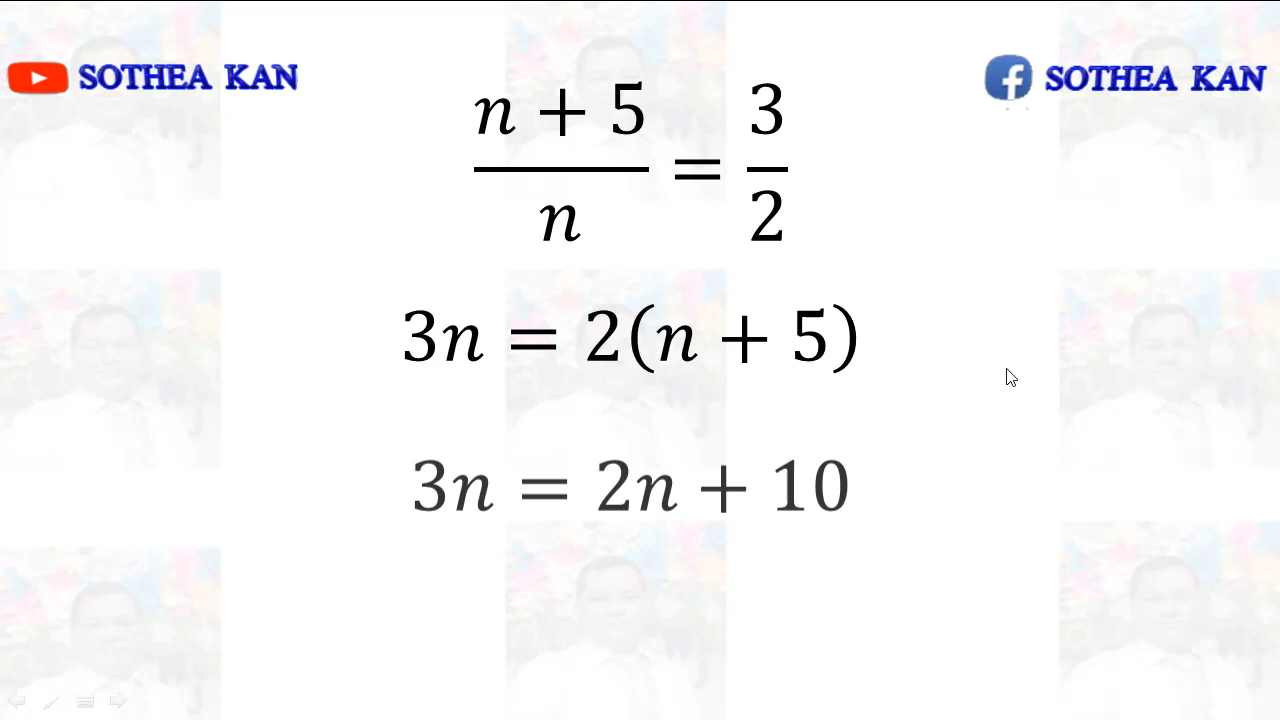 SOTHEA KAN
SOTHEA KAN
n + 5
n
=
3
2
3n = 2(n + 5)
3n = 2n + 10